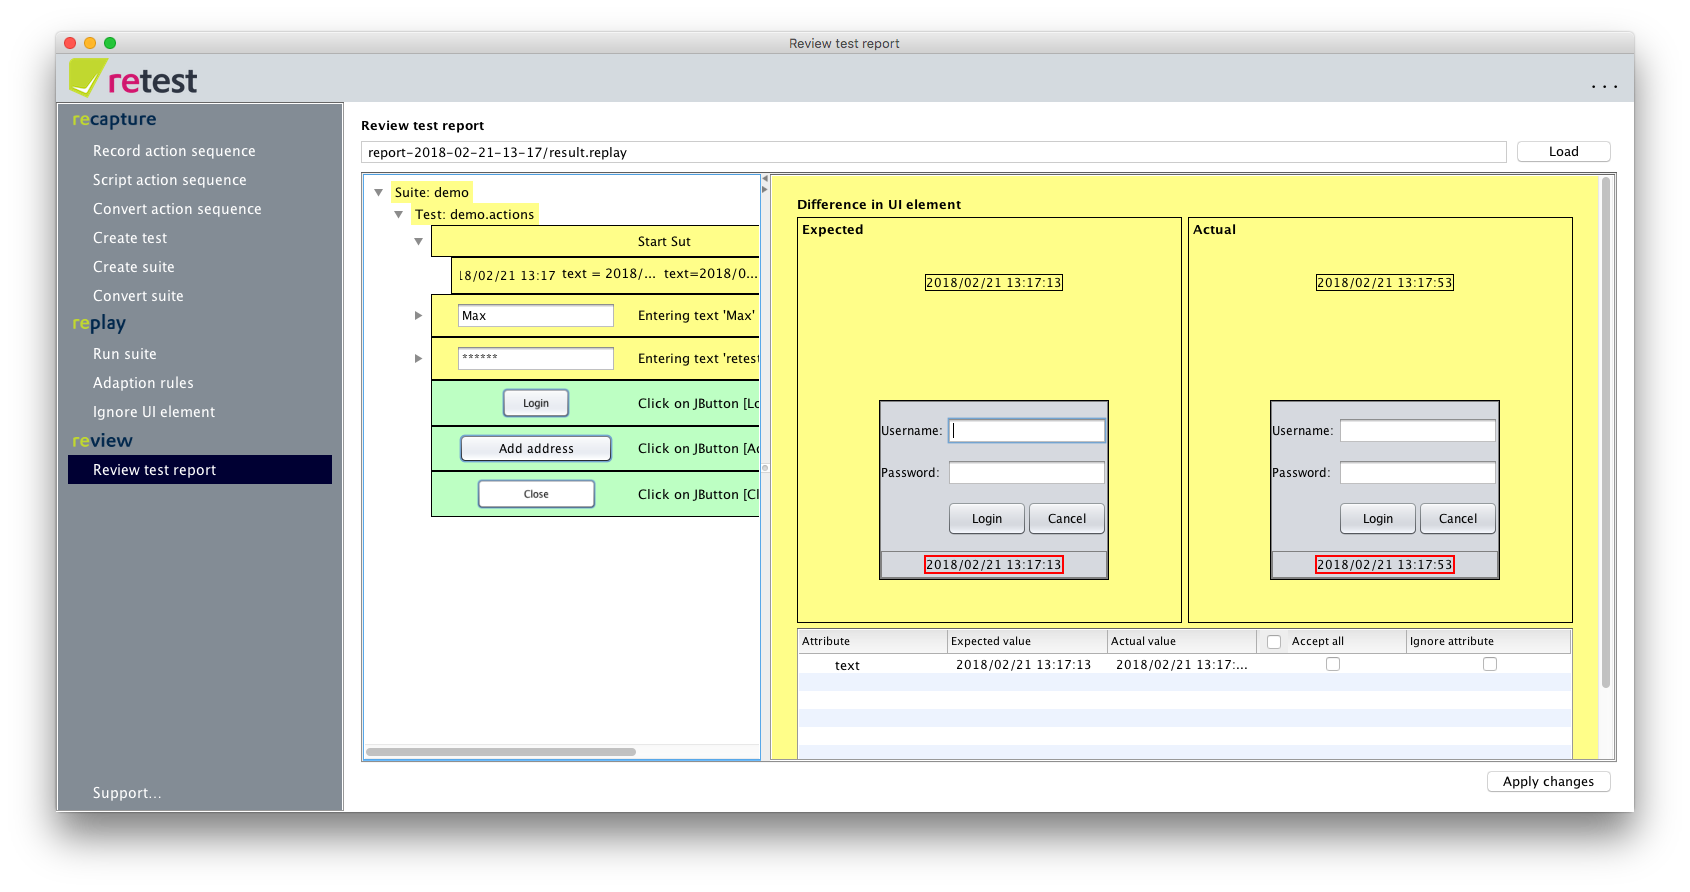 Review test report
retest
...
recapture
Record action sequence
Script action sequence
Convert action sequence
Create test
Create suite
Convert suite
replay
Run suite
Adaption rules
Ignore UI element
review
Review test report
Support...
Review test report
report-2018-02-21-13-17/result.replay
Load
Suite: demo
Test: demo.actions
Start Sut
18/02/21 13:17 text = 2018/... text=2018/0...
Max Entering text 'Max'
****** Entering text 'retest
Login Click on JButton [Lo
Add address Click on JButton [Ad
Close Click on JButton [Cl
Difference in UI element
Expected
2018/02/21 13:17:13
Username:
Password:
Login Cancel
2018/02/21 13:17:13
Actual
2018/02/21 13:17:53
Username:
Password:
Login Cancel
2018/02/21 13:17:53
Attribute Expected value Actual value Accept all Ignore attribute
text 2018/02/21 13:17:13 2018/02/21 13:17:...
Apply changes